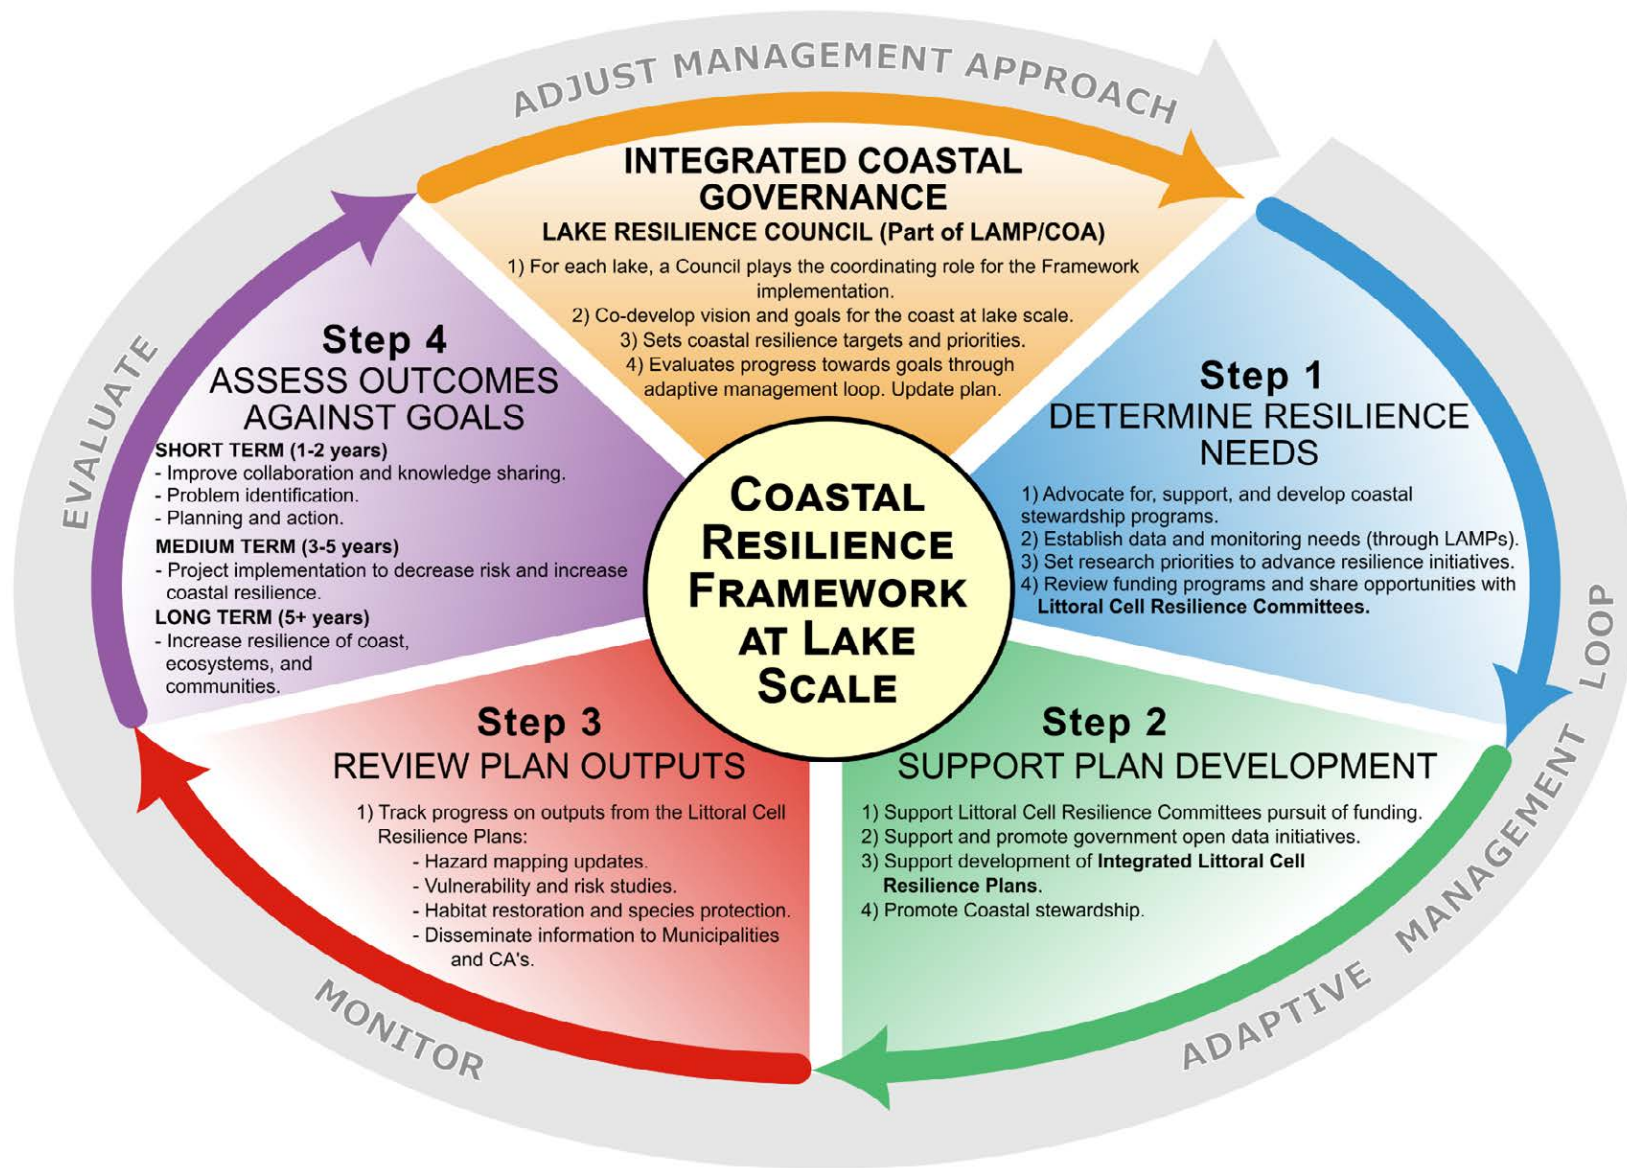 ADJUST MANAGEMENT APPROACH
INTEGRATED COASTAL
GOVERNANCE
LAKE RESILIENCE COUNCIL (Part of LAMP/COA)
1) For each lake, a Council plays the coordinating role for the Framework
implementation.
2) Co-develop vision and goals for the coast at lake scale.
3) Sets coastal resilience targets and priorities.
4) Evaluates progress towards goals through
adaptive management loop. Update plan.
Step 1
DETERMINE RESILIENCE
NEEDS
1) Advocate for, support, and develop coastal
stewardship programs.
2) Establish data and monitoring needs (through LAMPs).
3) Set research priorities to advance resilience initiatives.
4) Review funding programs and share opportunities with
Littoral Cell Resilience Committees.
Step 2
SUPPORT PLAN DEVELOPMENT
1) Support Littoral Cell Resilience Committees pursuit of funding.
2) Support and promote government open data initiatives.
3) Support development of Integrated Littoral Cell
Resilience Plans.
4) Promote Coastal stewardship.
Step 3
REVIEW PLAN OUTPUTS
1) Track progress on outputs from the Littoral Cell
Resilience Plans:
- Hazard mapping updates.
- Vulnerability and risk studies.
- Habitat restoration and species protection.
- Disseminate information to Municipalities
and CA's.
Step 4
ASSESS OUTCOMES
AGAINST GOALS
SHORT TERM (1-2 years)
- Improve collaboration and knowledge sharing.
- Problem identification.
- Planning and action.
MEDIUM TERM (3-5 years)
- Project implementation to decrease risk and increase
coastal resilience.
LONG TERM (5+ years)
- Increase resilience of coast,
ecosystems, and
communities.
COASTAL
RESILIENCE
FRAMEWORK
AT LAKE
SCALE
ADAPTIVE MANAGEMENT LOOP
MONITOR
EVALUATE